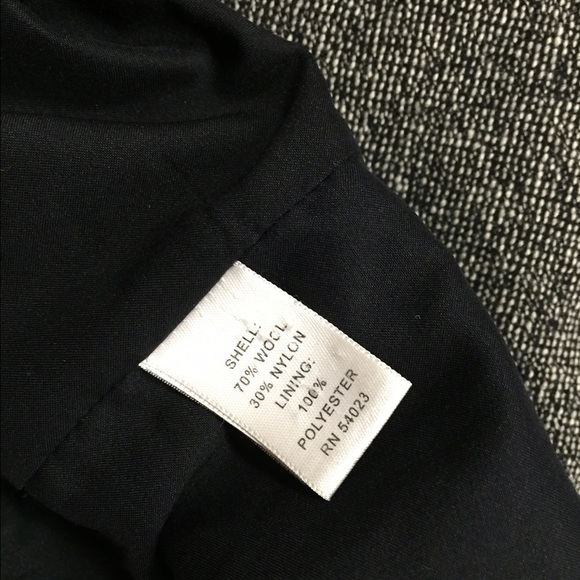 SHELL:
70% WOOL
30% NYLON
LINING:
100%
POLYESTER
RN 54023